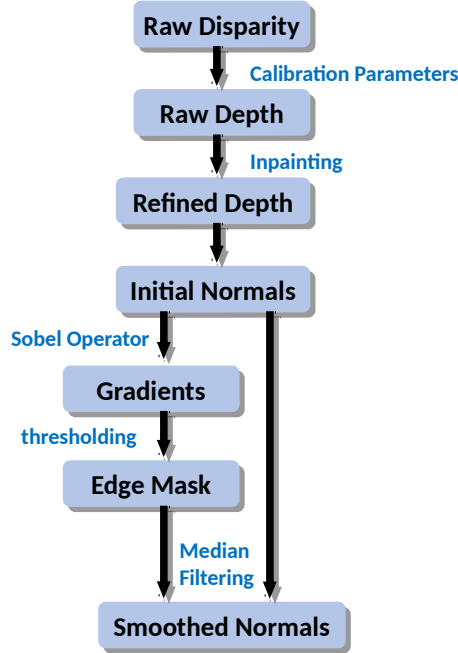 Raw Disparity
Calibration Parameters
Raw Depth
Inpainting
Refined Depth
Initial Normals
Sobel Operator
Gradients
thresholding
Edge Mask
Median
Filtering
Smoothed Normals